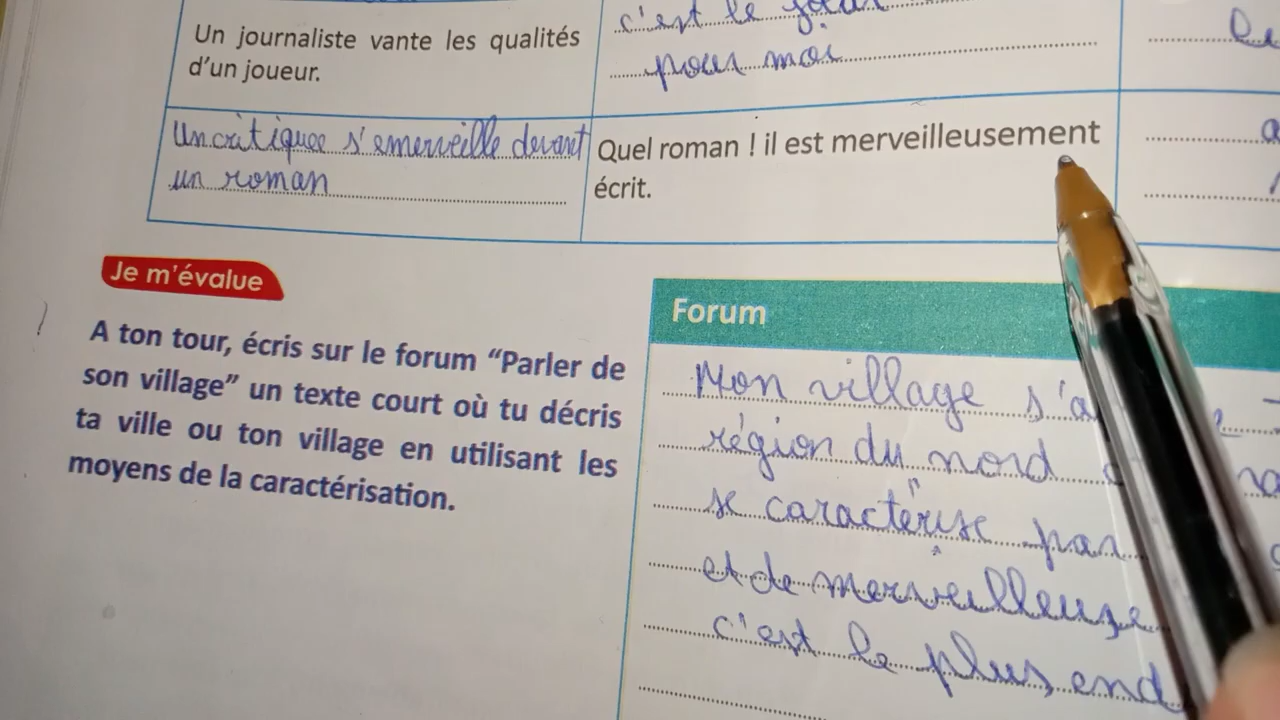 c'est le
Un journaliste vante les qualités
d'un joueur.
pour moi
Un critiquee s'emerveille devant
un roman
Quel roman ! il est merveilleusement
écrit.
Je m'évalue
A ton tour, écris sur le forum “Parler de
son village” un texte court où tu décris
ta ville ou ton village en utilisant les
moyens de la caractérisation.
Forum
Mon village
région du nord
se caractérise par
et de merveilleuse
c'est le plus